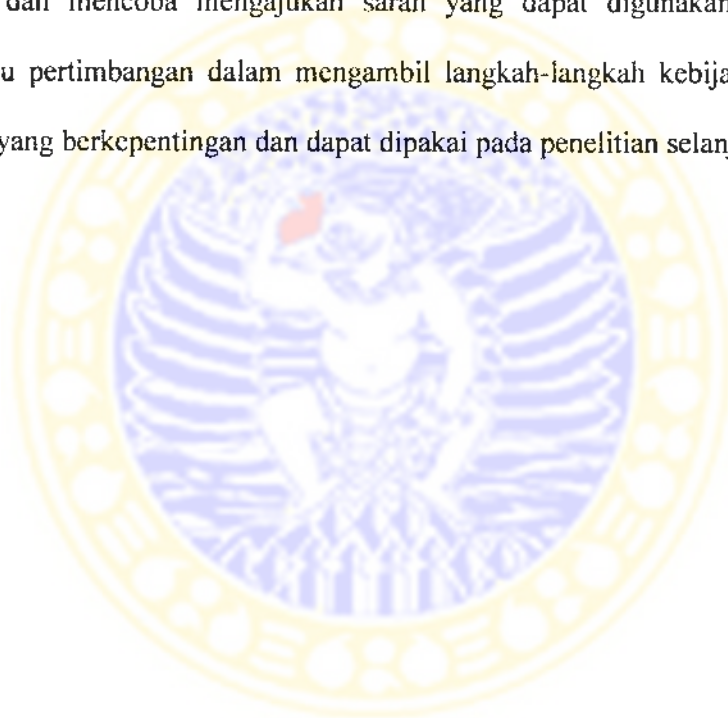 dan mencoba mengajukan saran yang dapat digunakan
u pertimbangan dalam mengambil langkah-langkah kebija
yang berkepentingan dan dapat dipakai pada penelitian selan